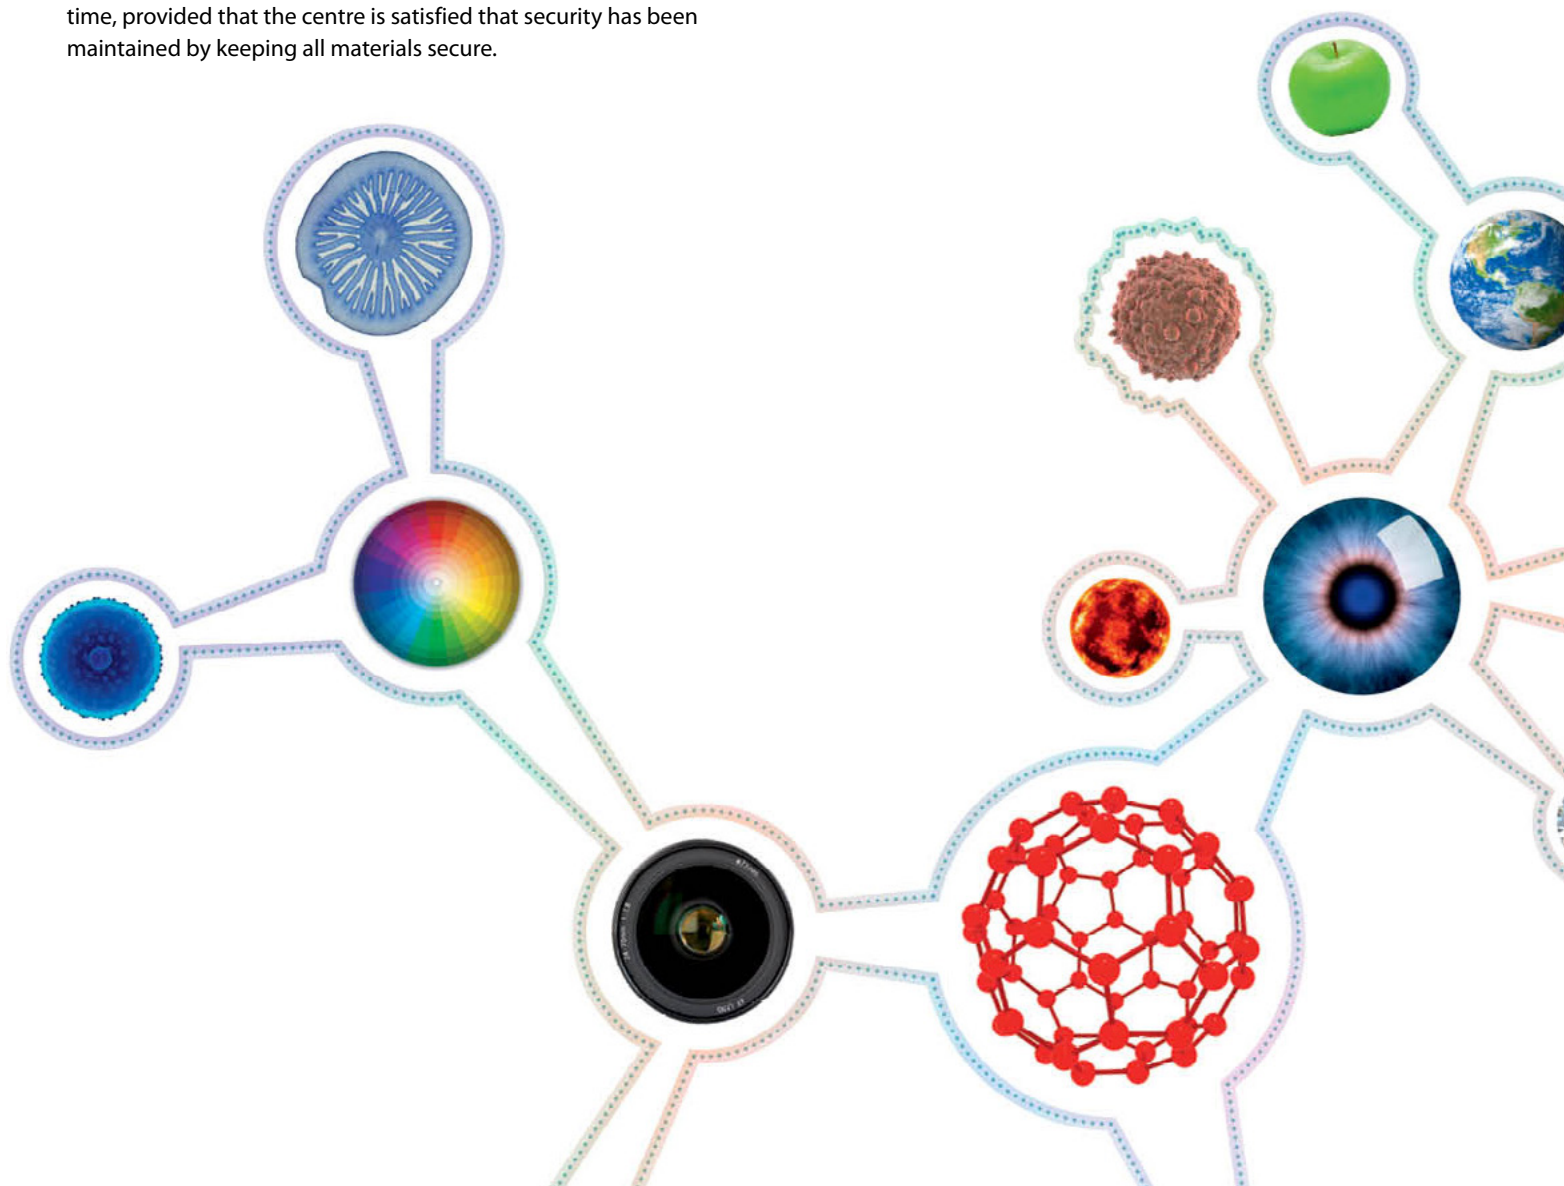 time, provided that the centre is satisfied that security has been
maintained by keeping all materials secure.